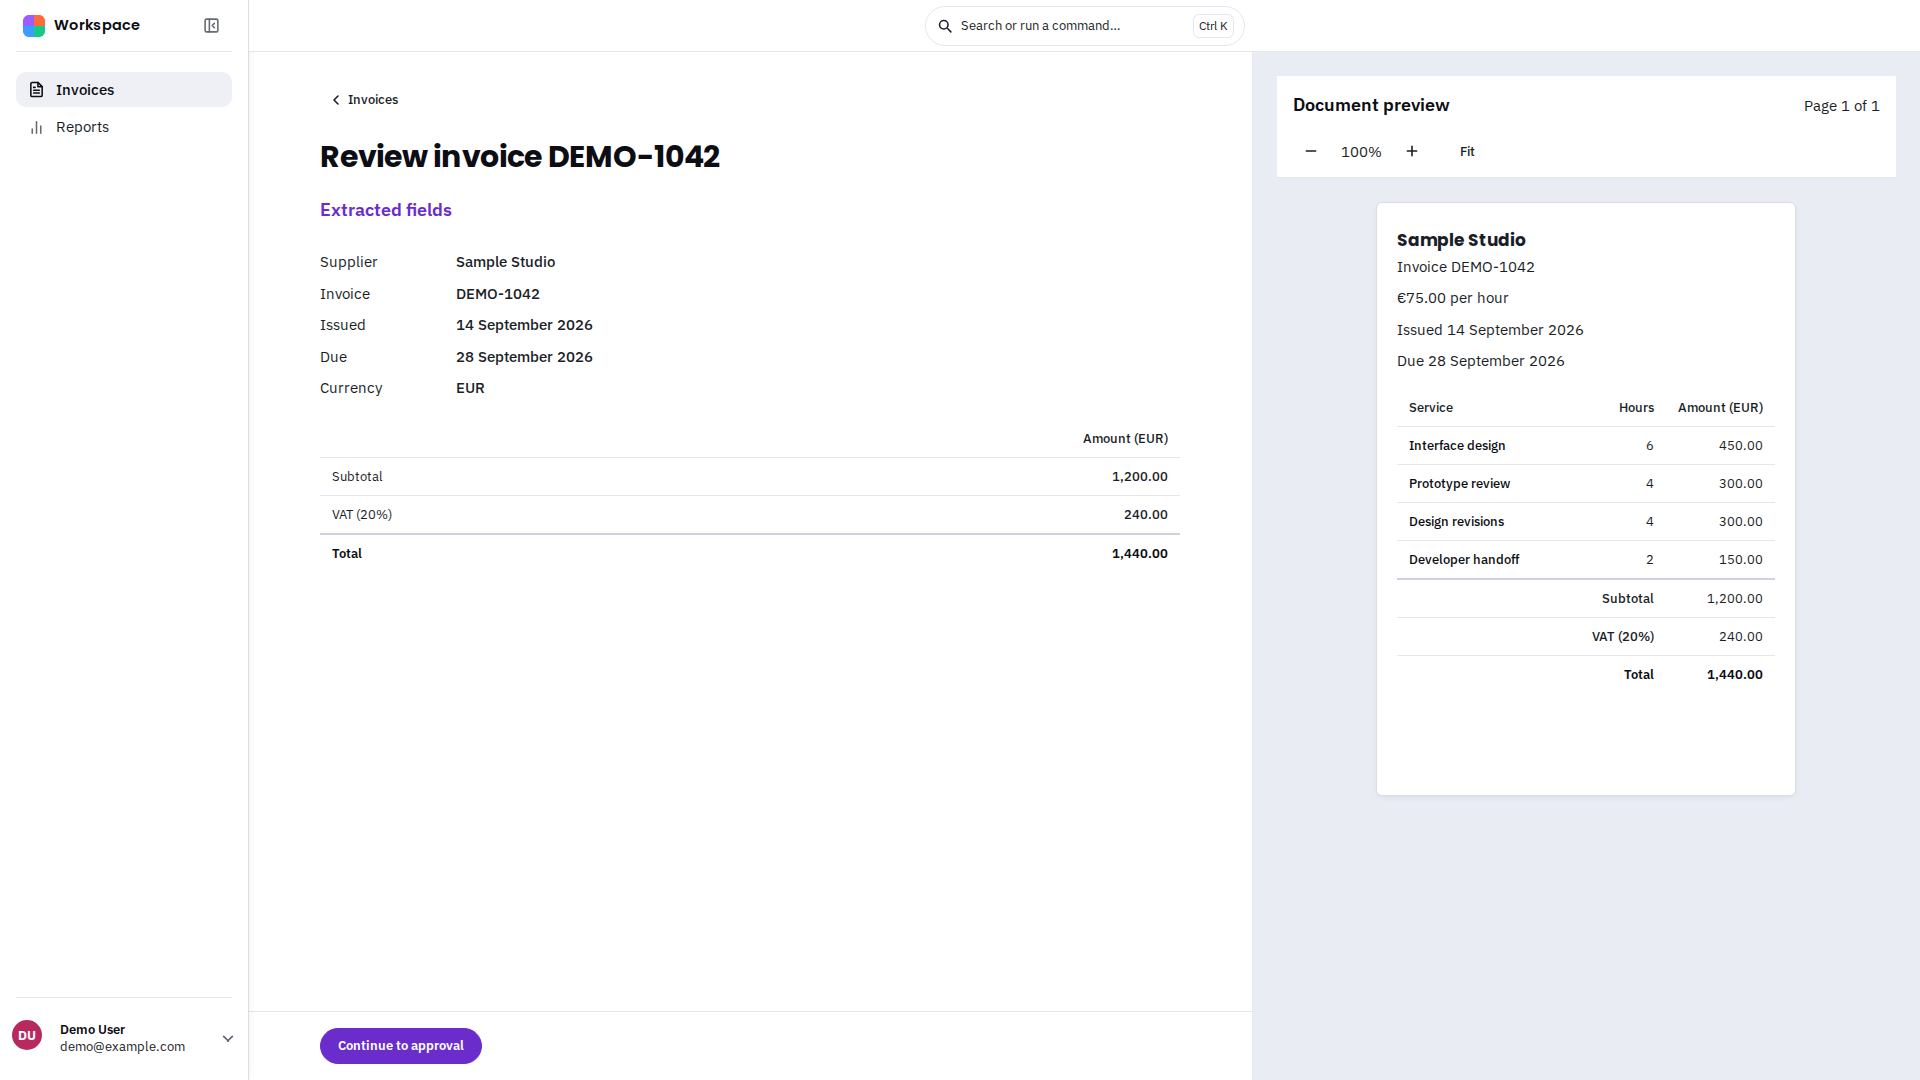 Workspace
Search or run a command...
Ctrl K
Invoices
Reports
Invoices
Review invoice DEMO-1042
Extracted fields
Supplier Sample Studio
Invoice DEMO-1042
Issued 14 September 2026
Due 28 September 2026
Currency EUR
Amount (EUR)
Subtotal 1,200.00
VAT (20%) 240.00
Total 1,440.00
Continue to approval
Document preview
Page 1 of 1
100%
Fit
Sample Studio
Invoice DEMO-1042
€75.00 per hour
Issued 14 September 2026
Due 28 September 2026
Service Hours Amount (EUR)
Interface design 6 450.00
Prototype review 4 300.00
Design revisions 4 300.00
Developer handoff 2 150.00
Subtotal 1,200.00
VAT (20%) 240.00
Total 1,440.00
DU
Demo User
demo@example.com